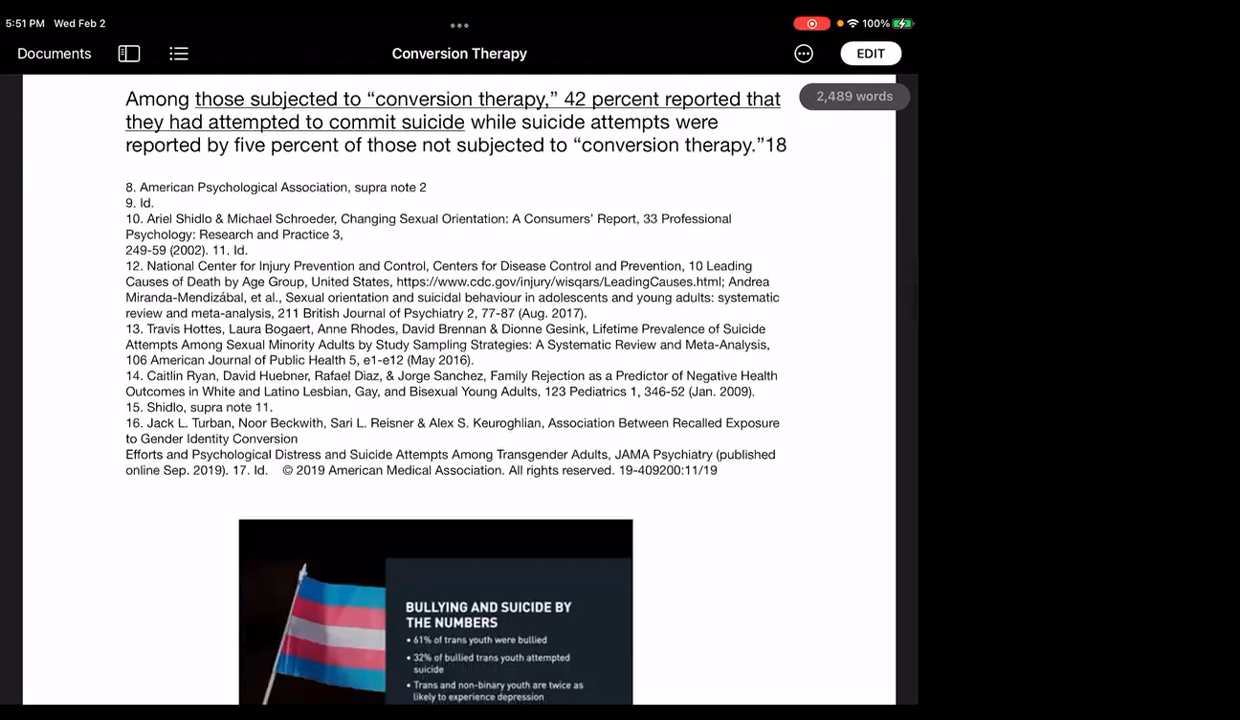 5:51 PM Wed Feb 2
100%
Documents
Conversion Therapy
EDIT
2,489 words
Among those subjected to “conversion therapy,” 42 percent reported that
they had attempted to commit suicide while suicide attempts were
reported by five percent of those not subjected to “conversion therapy.”18
8. American Psychological Association, supra note 2
9. Id.
10. Ariel Shidlo & Michael Schroeder, Changing Sexual Orientation: A Consumers’ Report, 33 Professional
Psychology: Research and Practice 3,
249-59 (2002). 11. Id.
12. National Center for Injury Prevention and Control, Centers for Disease Control and Prevention, 10 Leading
Causes of Death by Age Group, United States, https://www.cdc.gov/injury/wisqars/LeadingCauses.html; Andrea
Miranda-Mendizábal, et al., Sexual orientation and suicidal behaviour in adolescents and young adults: systematic
review and meta-analysis, 211 British Journal of Psychiatry 2, 77-87 (Aug. 2017).
13. Travis Hottes, Laura Bogaert, Anne Rhodes, David Brennan & Dionne Gesink, Lifetime Prevalence of Suicide
Attempts Among Sexual Minority Adults by Study Sampling Strategies: A Systematic Review and Meta-Analysis,
106 American Journal of Public Health 5, e1-e12 (May 2016).
14. Caitlin Ryan, David Huebner, Rafael Diaz, & Jorge Sanchez, Family Rejection as a Predictor of Negative Health
Outcomes in White and Latino Lesbian, Gay, and Bisexual Young Adults, 123 Pediatrics 1, 346-52 (Jan. 2009).
15. Shidlo, supra note 11.
16. Jack L. Turban, Noor Beckwith, Sari L. Reisner & Alex S. Keuroghlian, Association Between Recalled Exposure
to Gender Identity Conversion
Efforts and Psychological Distress and Suicide Attempts Among Transgender Adults, JAMA Psychiatry (published
online Sep. 2019). 17. Id. © 2019 American Medical Association. All rights reserved. 19-409200:11/19
BULLYING AND SUICIDE BY
THE NUMBERS
• 61% of trans youth were bullied
• 32% of bullied trans youth attempted
suicide
• Trans and non-binary youth are twice as
likely to experience depression